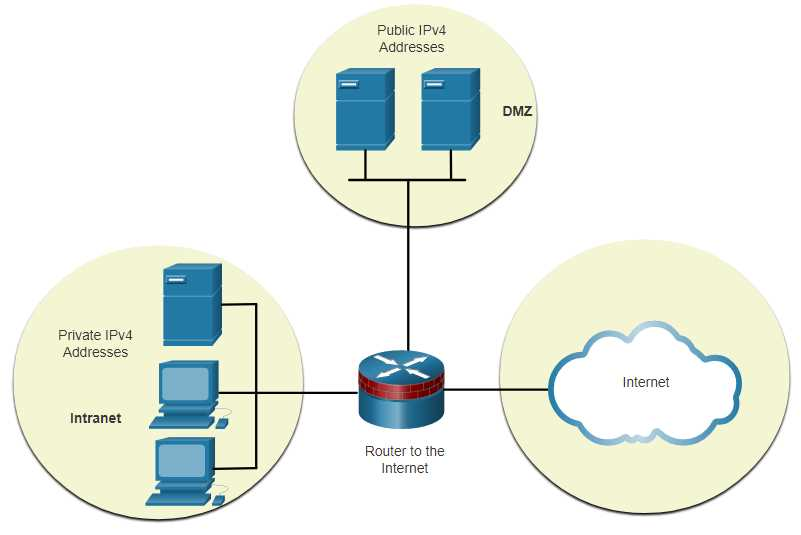 Public IPv4
Addresses
DMZ
Private IPv4
Addresses
Intranet
Router to the
Internet
Internet